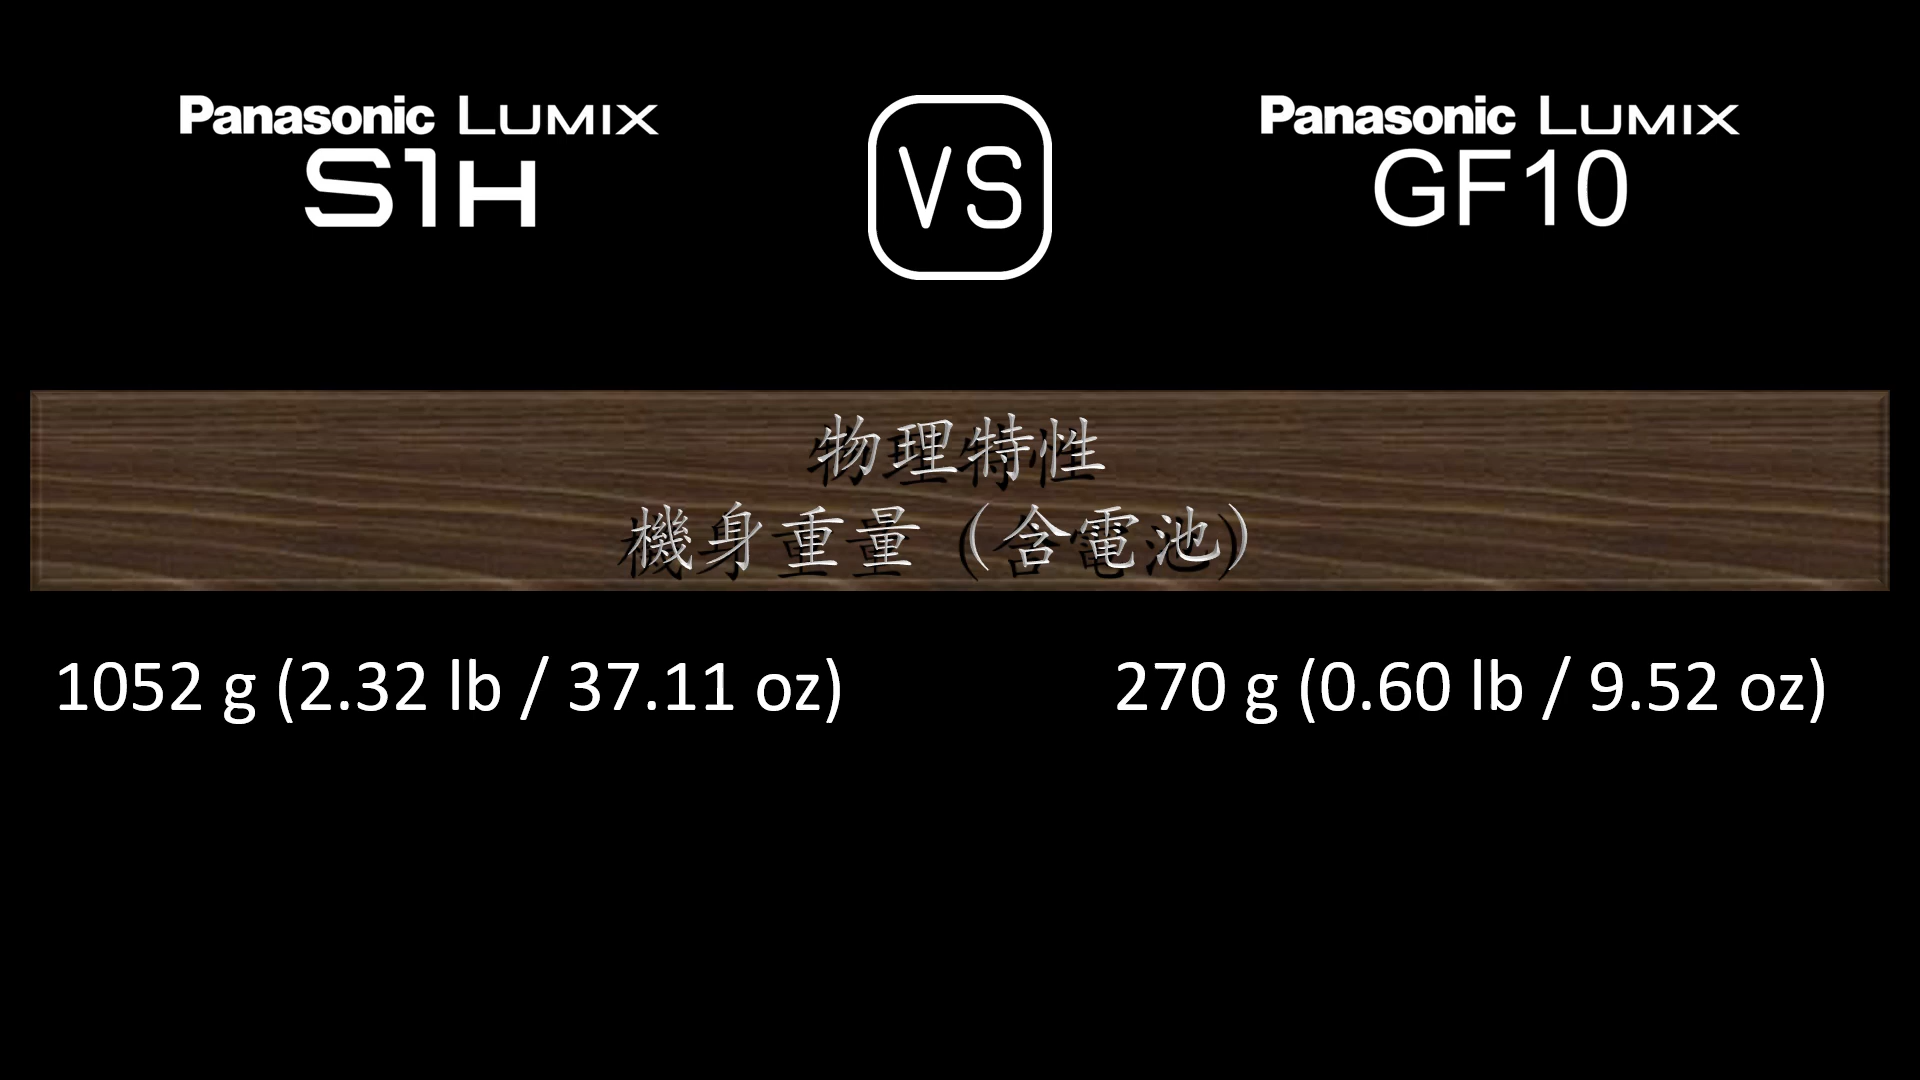 Panasonic LUMIX
S1H
VS
Panasonic LUMIX
GF10
物理特性
機身重量（含電池）
1052 g (2.32 lb / 37.11 oz)
270 g (0.60 lb / 9.52 oz)